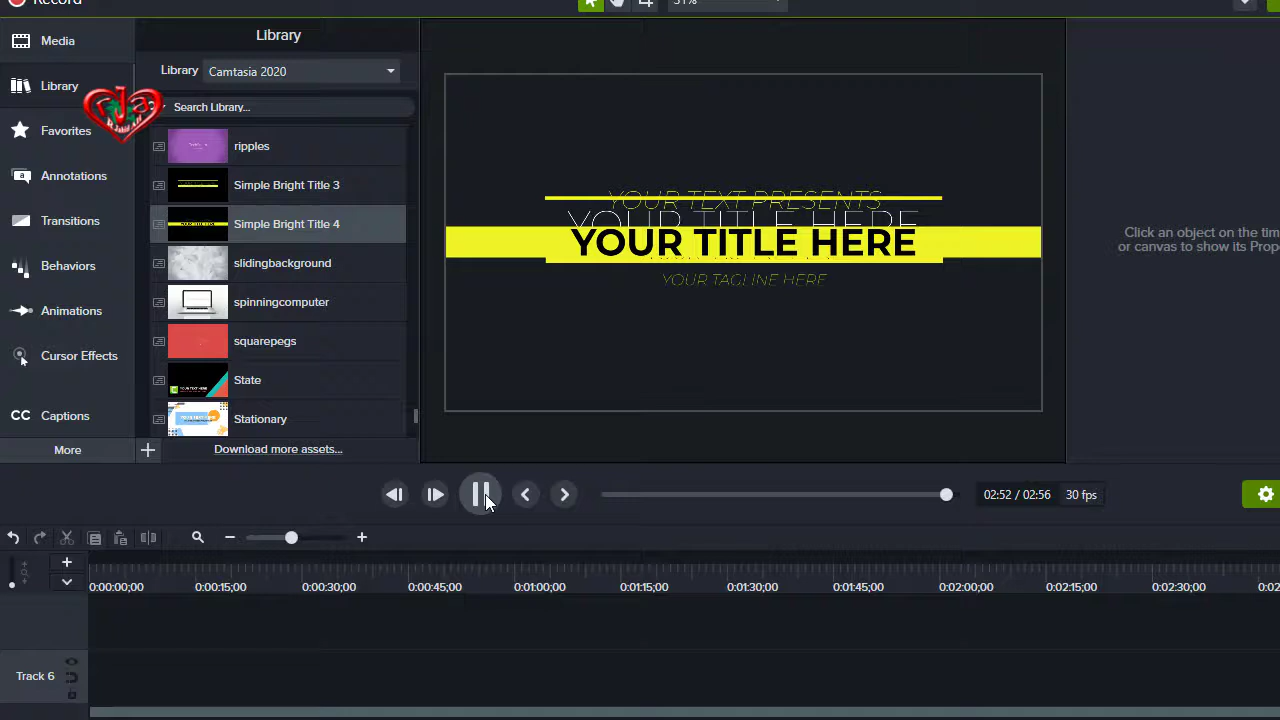 Record
51%
Media
Library
Favorites
Annotations
Transitions
Behaviors
Animations
Cursor Effects
CC Captions
More
Library
Library Camtasia 2020
Search Library...
ripples
Simple Bright Title 3
Simple Bright Title 4
slidingbackground
spinningcomputer
squarepegs
State
Stationary
Download more assets...
YOUR TEXT PRESENTS
YOUR TITLE HERE
YOUR TITLE HERE
YOUR TAGLINE HERE
Click an object on the tim
or canvas to show its Prop
02:52 / 02:56 30 fps
0:00:00;00 0:00:15;00 0:00:30;00 0:00:45;00 0:01:00;00 0:01:15;00 0:01:30;00 0:01:45;00 0:02:00;00 0:02:15;00 0:02:30;00 0:02
Track 6